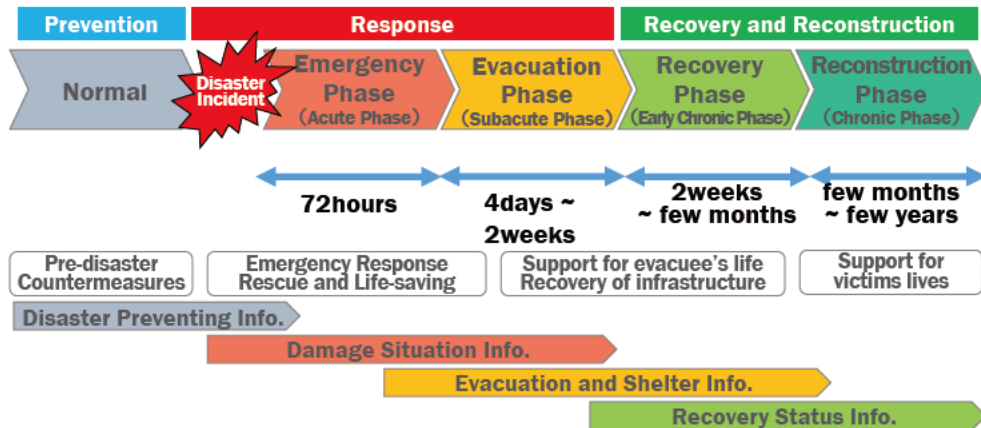 Prevention
Response
Recovery and Reconstruction
Normal
Disaster
Incident
Emergency
Phase
(Acute Phase)
Evacuation
Phase
(Subacute Phase)
Recovery
Phase
(Early Chronic Phase)
Reconstruction
Phase
(Chronic Phase)
72hours
4days ~
2weeks
2weeks
~ few months
few months
~ few years
Pre-disaster
Countermeasures
Emergency Response
Rescue and Life-saving
Support for evacuee's life
Recovery of infrastructure
Support for
victims lives
Disaster Preventing Info.
Damage Situation Info.
Evacuation and Shelter Info.
Recovery Status Info.